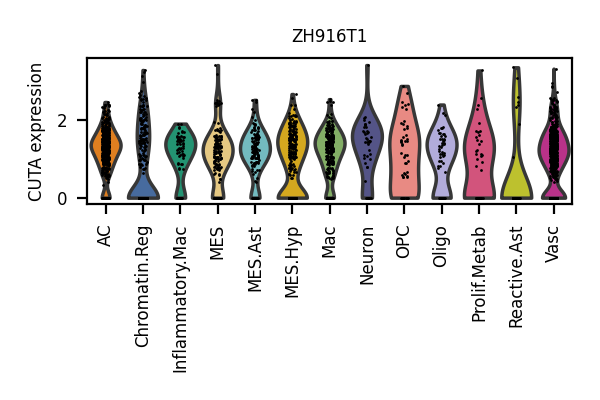 ZH916T1
CUTA expression
2
0
AC
Chromatin.Reg
Inflammatory.Mac
MES
MES.Ast
MES.Hyp
Mac
Neuron
OPC
Oligo
Prolif.Metab
Reactive.Ast
Vasc